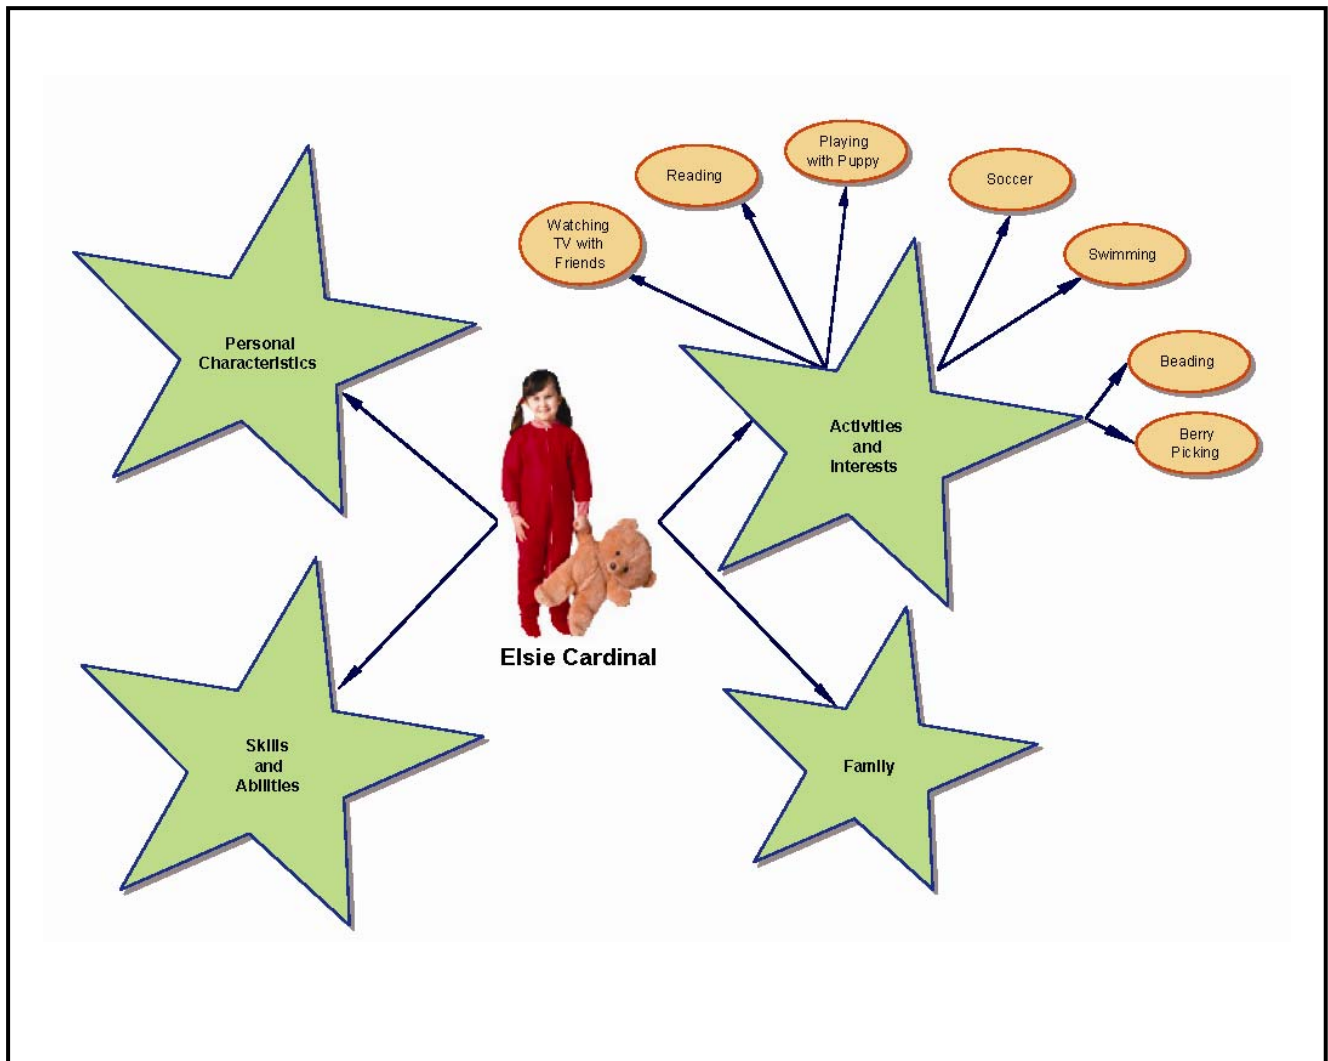 Playing
with Puppy
Reading
Soccer
Watching
TV with
Friends
Swimming
Personal
Characteristics
Beading
Activities
and
Interests
Berry
Picking
Elsie Cardinal
Skills
and
Abilities
Family